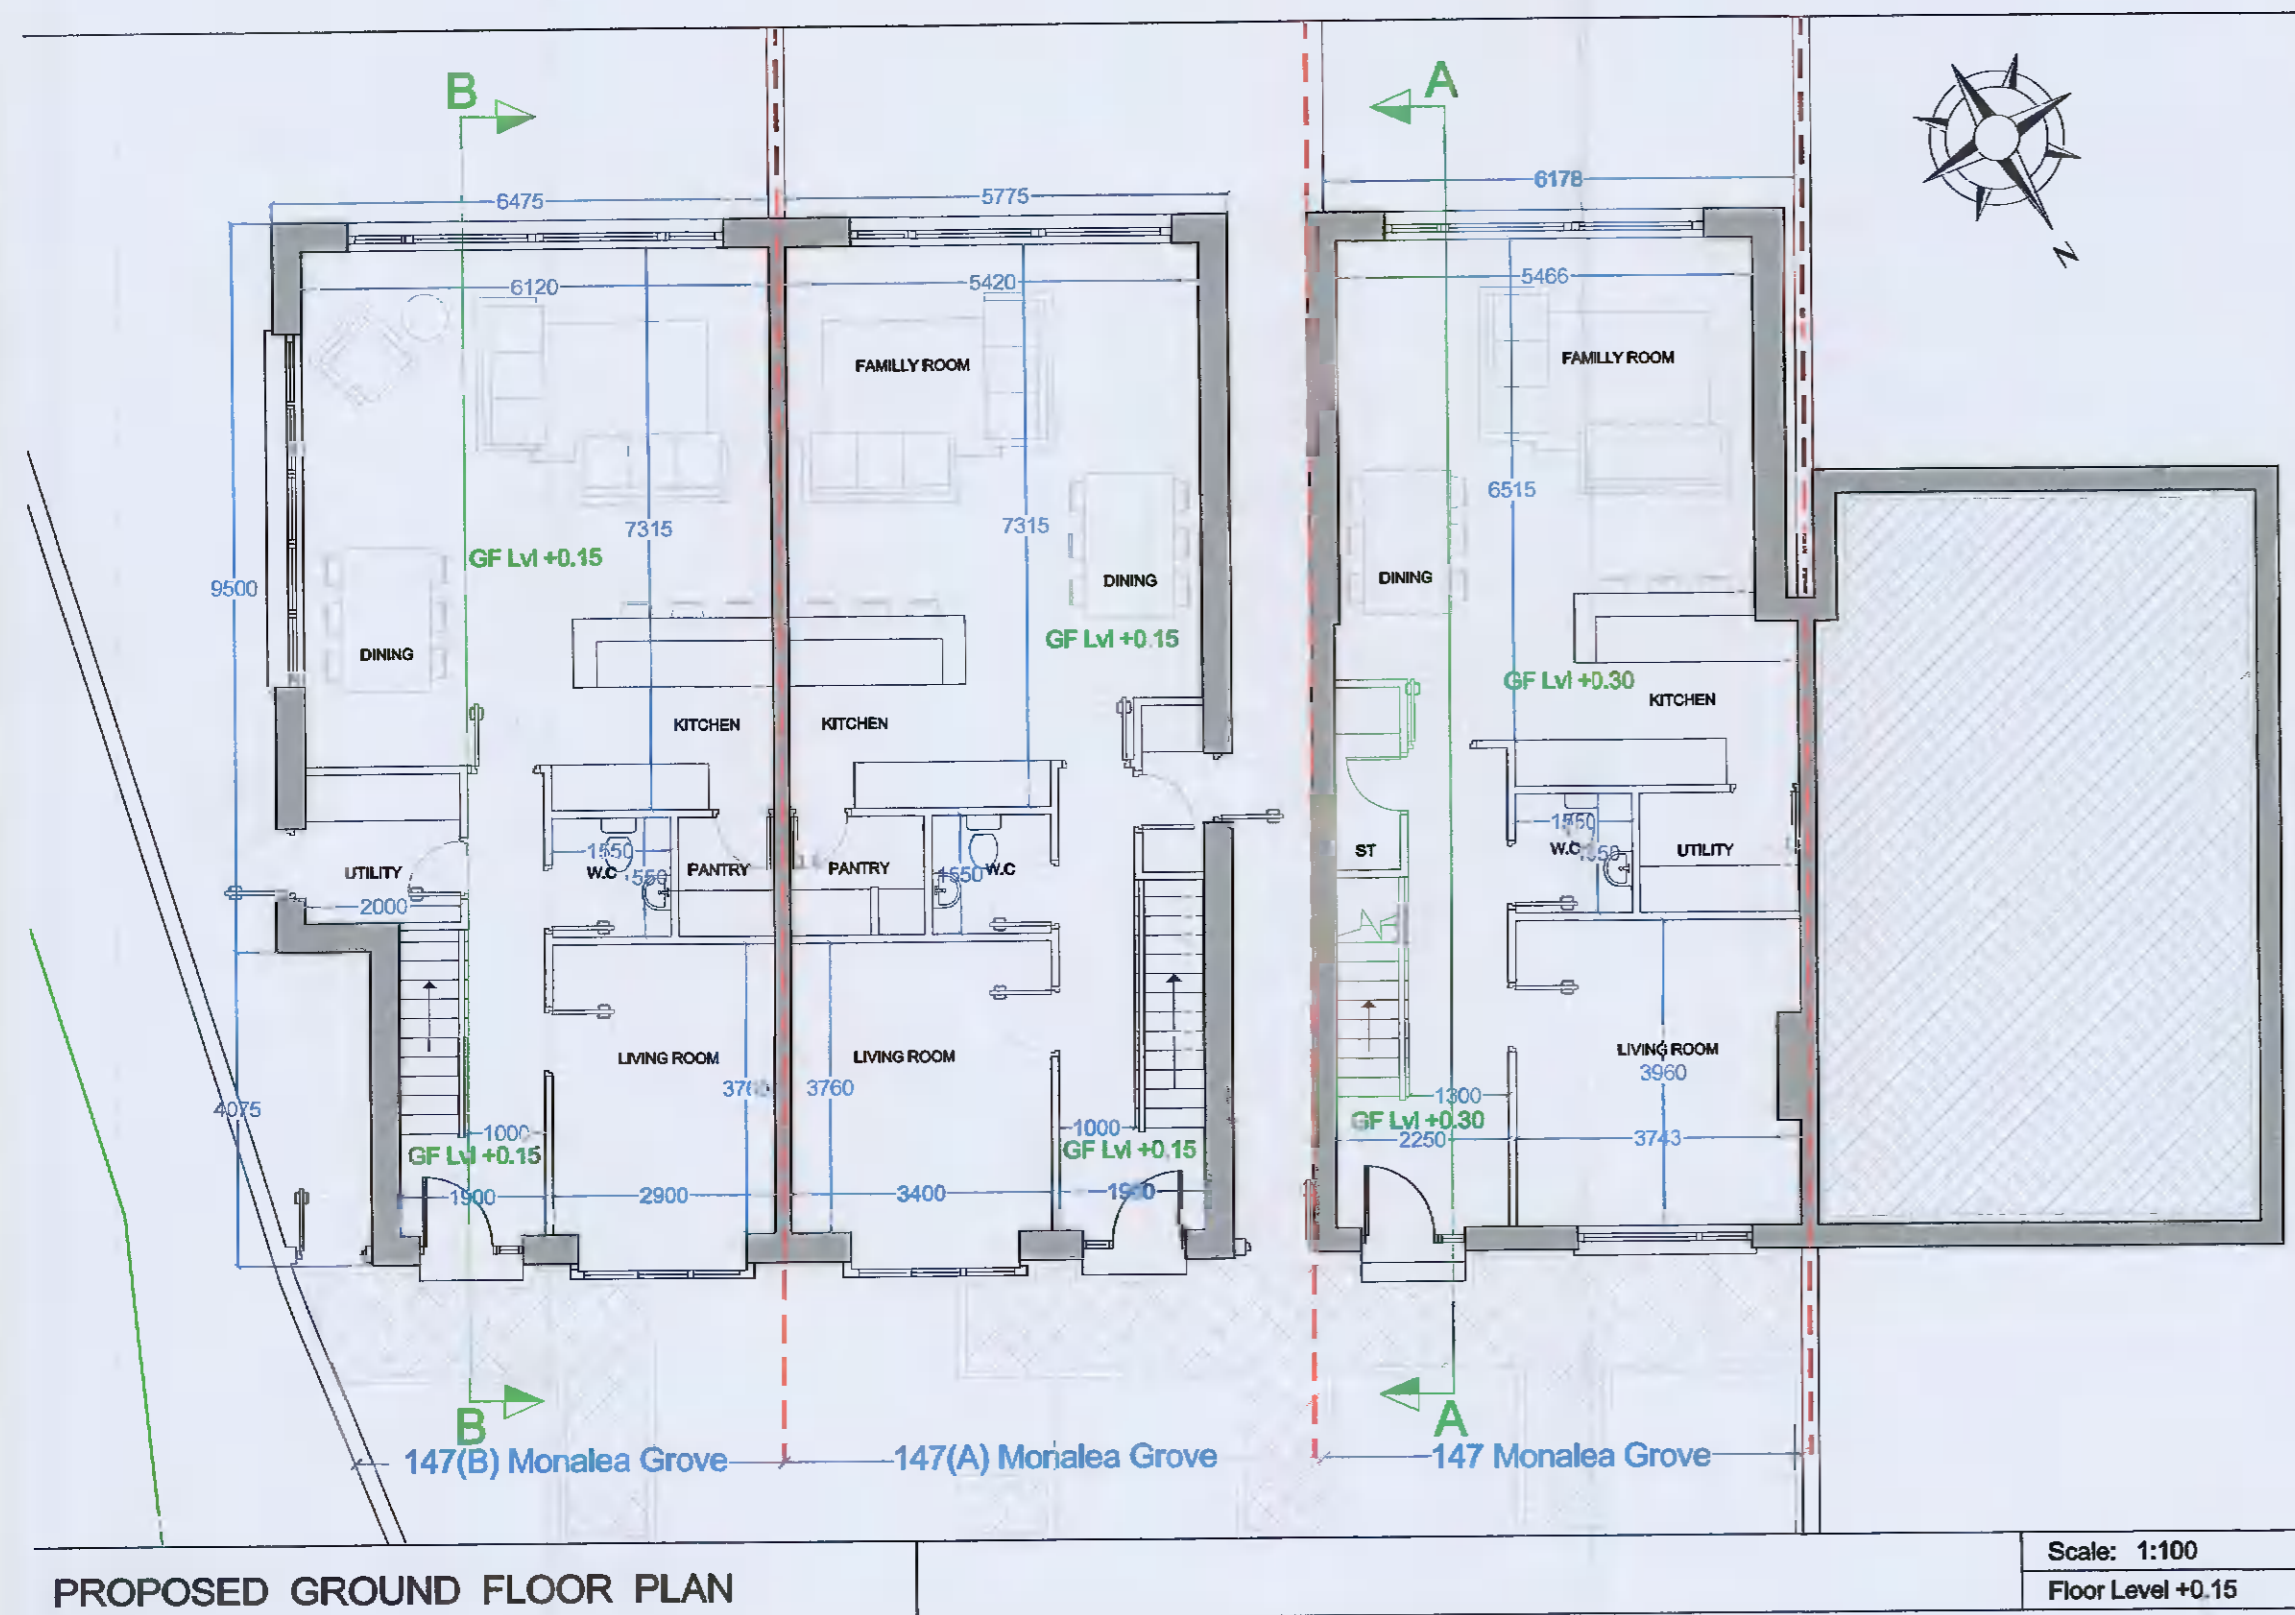 B
A
N
6475
5775
6178
6120
5420
5466
FAMILLY ROOM
FAMILLY ROOM
6515
7315
7315
GF Lvl +0.15
DINING
DINING
9500
GF Lvl +0.15
DINING
GF Lvl +0.30
KITCHEN
KITCHEN
KITCHEN
1550
1550
W.C
UTILITY
ST
UTILITY
W.C
PANTRY
PANTRY
1550
W.C
2000
LIVING ROOM
LIVING ROOM
LIVING ROOM
3960
3760
4075
1300
GF Lvl +0.30
1000
1000
2250
3743
GF Lvl +0.15
GF Lvl +0.15
1900
2900
3400
B
A
147(B) Monalea Grove
147(A) Monalea Grove
147 Monalea Grove
PROPOSED GROUND FLOOR PLAN
Scale: 1:100
Floor Level +0.15